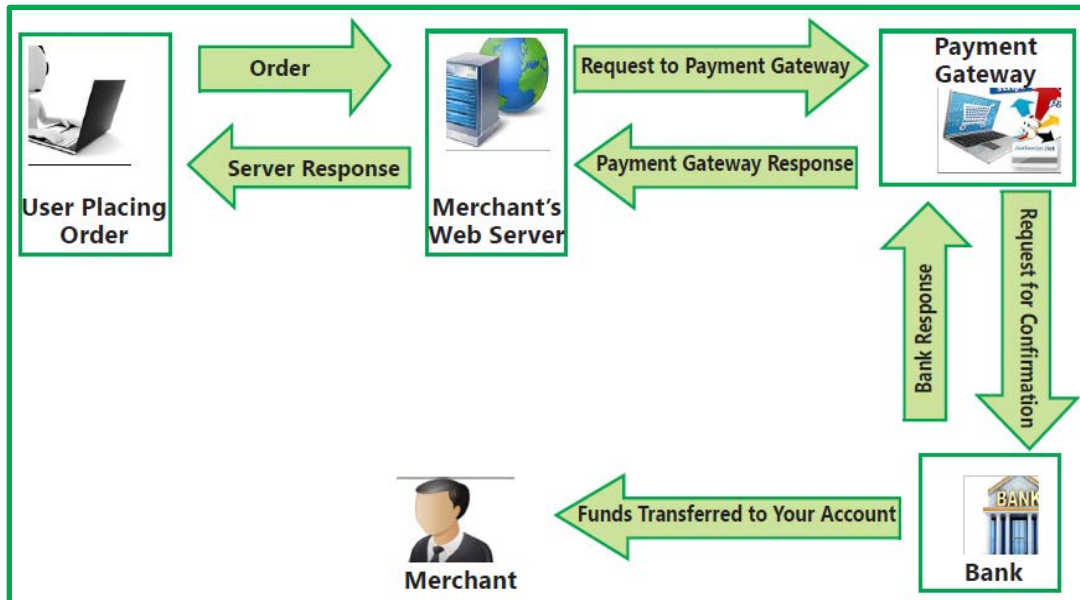 Order
Request to Payment Gateway
Payment
Gateway
Server Response
Payment Gateway Response
User Placing
Order
Merchant's
Web Server
Bank Response
Request for Confirmation
Funds Transferred to Your Account
BANK
Merchant
Bank